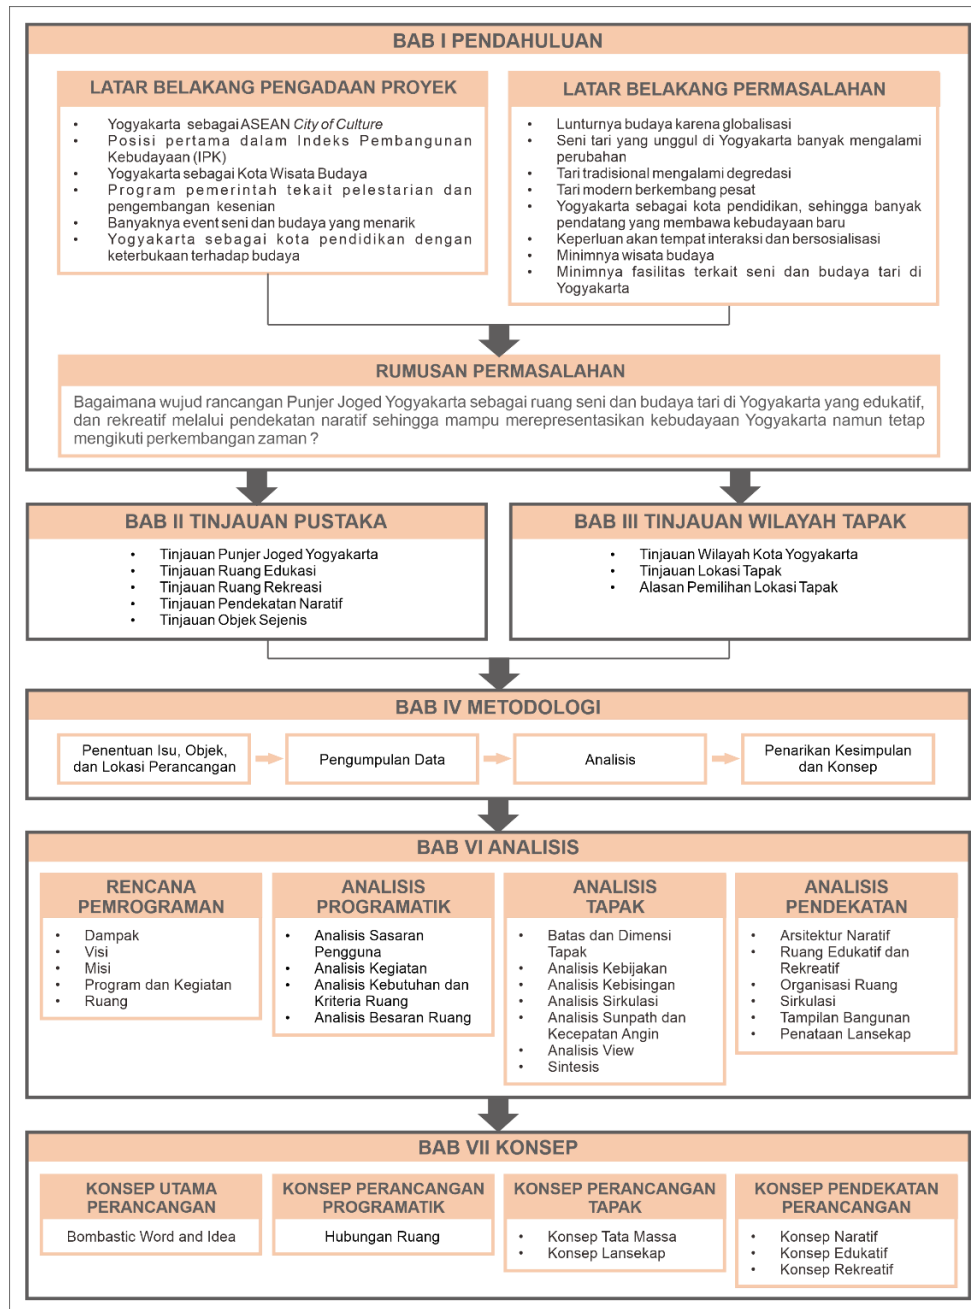 BAB I PENDAHULUAN
LATAR BELAKANG PENGADAAN PROYEK
• Yogyakarta sebagai ASEAN City of Culture
• Posisi pertama dalam Indeks Pembangunan
Kebudayaan (IPK)
• Yogyakarta sebagai Kota Wisata Budaya
• Program pemerintah tekait pelestarian dan
pengembangan kesenian
• Banyaknya event seni dan budaya yang menarik
• Yogyakarta sebagai kota pendidikan dengan
keterbukaan terhadap budaya
LATAR BELAKANG PERMASALAHAN
• Lunturnya budaya karena globalisasi
• Seni tari yang unggul di Yogyakarta banyak mengalami
perubahan
• Tari tradisional mengalami degredasi
• Tari modern berkembang pesat
• Yogyakarta sebagai kota pendidikan, sehingga banyak
pendatang yang membawa kebudayaan baru
• Keperluan akan tempat interaksi dan bersosialisasi
• Minimnya wisata budaya
• Minimnya fasilitas terkait seni dan budaya tari di
Yogyakarta
RUMUSAN PERMASALAHAN
Bagaimana wujud rancangan Punjer Joged Yogyakarta sebagai ruang seni dan budaya tari di Yogyakarta yang edukatif,
dan rekreatif melalui pendekatan naratif sehingga mampu merepresentasikan kebudayaan Yogyakarta namun tetap
mengikuti perkembangan zaman ?
BAB II TINJAUAN PUSTAKA
• Tinjauan Punjer Joged Yogyakarta
• Tinjauan Ruang Edukasi
• Tinjauan Ruang Rekreasi
• Tinjauan Pendekatan Naratif
• Tinjauan Objek Sejenis
BAB III TINJAUAN WILAYAH TAPAK
• Tinjauan Wilayah Kota Yogyakarta
• Tinjauan Lokasi Tapak
• Alasan Pemilihan Lokasi Tapak
BAB IV METODOLOGI
Penentuan Isu, Objek,
dan Lokasi Perancangan
Pengumpulan Data
Analisis
Penarikan Kesimpulan
dan Konsep
BAB VI ANALISIS
RENCANA
PEMROGRAMAN
• Dampak
• Visi
• Misi
• Program dan Kegiatan
• Ruang
ANALISIS
PROGRAMATIK
• Analisis Sasaran
Pengguna
• Analisis Kegiatan
• Analisis Kebutuhan dan
Kriteria Ruang
• Analisis Besaran Ruang
ANALISIS
TAPAK
• Batas dan Dimensi
Tapak
• Analisis Kebijakan
• Analisis Kebisingan
• Analisis Sirkulasi
• Analisis Sunpath dan
Kecepatan Angin
• Analisis View
• Sintesis
ANALISIS
PENDEKATAN
• Arsitektur Naratif
• Ruang Edukatif dan
Rekreatif
• Organisasi Ruang
• Sirkulasi
• Tampilan Bangunan
• Penataan Lansekap
BAB VII KONSEP
KONSEP UTAMA
PERANCANGAN
Bombastic Word and Idea
KONSEP PERANCANGAN
PROGRAMATIK
Hubungan Ruang
KONSEP PERANCANGAN
TAPAK
• Konsep Tata Massa
• Konsep Lansekap
KONSEP PENDEKATAN
PERANCANGAN
• Konsep Naratif
• Konsep Edukatif
• Konsep Rekreatif